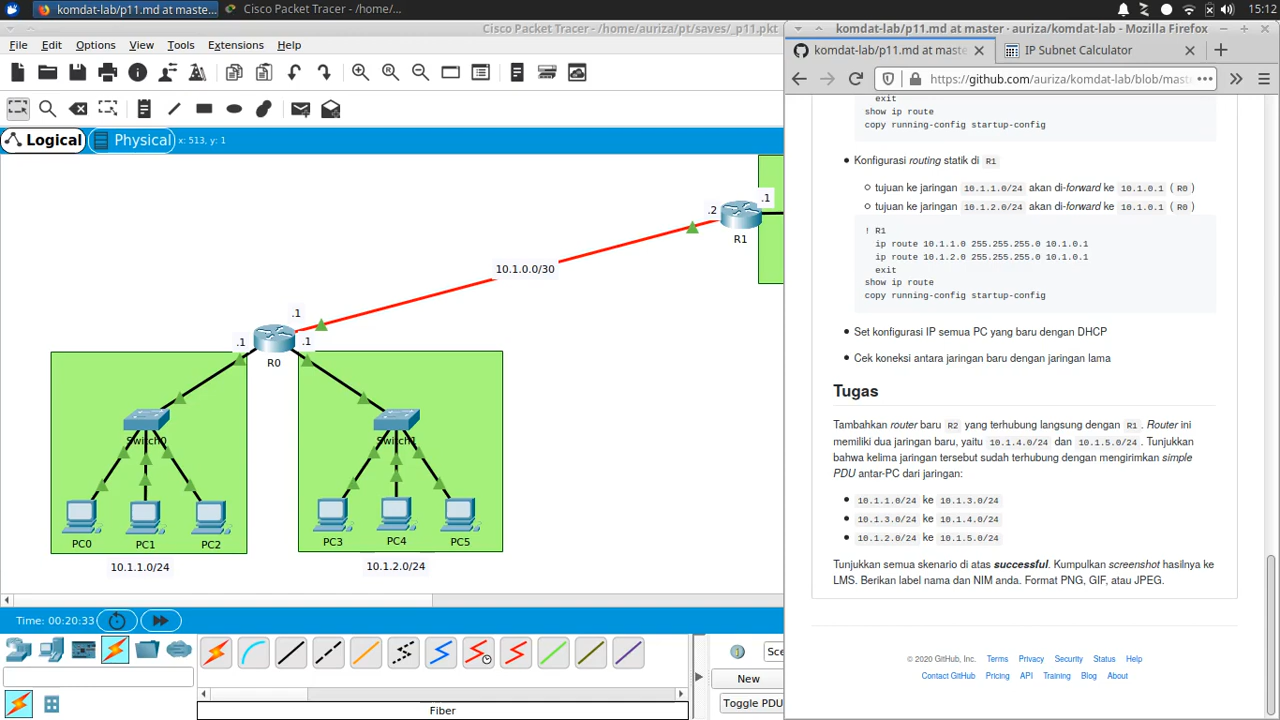 komdat-lab/p11.md at maste...
Cisco Packet Tracer - /home/...
15:12
Cisco Packet Tracer - /home/auriza/pt/saves/_p11.pkt
File Edit Options View Tools Extensions Help
Logical
Physical
x: 513, y: 1
.1
.2
R1
10.1.0.0/30
.1
.1
.1
R0
Switch0
Switch1
PC0
PC1
PC2
PC3
PC4
PC5
10.1.1.0/24
10.1.2.0/24
Time: 00:20:33
Sce
New
Toggle PDU
Fiber
komdat-lab/p11.md at master · auriza/komdat-lab - Mozilla Firefox
komdat-lab/p11.md at maste
IP Subnet Calculator
https://github.com/auriza/komdat-lab/blob/mast
exit
show ip route
copy running-config startup-config
Konfigurasi routing statik di R1
tujuan ke jaringan 10.1.1.0/24 akan di-forward ke 10.1.0.1 ( R0 )
tujuan ke jaringan 10.1.2.0/24 akan di-forward ke 10.1.0.1 ( R0 )
! R1
ip route 10.1.1.0 255.255.255.0 10.1.0.1
ip route 10.1.2.0 255.255.255.0 10.1.0.1
exit
show ip route
copy running-config startup-config
Set konfigurasi IP semua PC yang baru dengan DHCP
Cek koneksi antara jaringan baru dengan jaringan lama
Tugas
Tambahkan router baru R2 yang terhubung langsung dengan R1. Router ini
memiliki dua jaringan baru, yaitu 10.1.4.0/24 dan 10.1.5.0/24. Tunjukkan
bahwa kelima jaringan tersebut sudah terhubung dengan mengirimkan simple
PDU antar-PC dari jaringan:
10.1.1.0/24 ke 10.1.3.0/24
10.1.3.0/24 ke 10.1.4.0/24
10.1.2.0/24 ke 10.1.5.0/24
Tunjukkan semua skenario di atas successful. Kumpulkan screenshot hasilnya ke
LMS. Berikan label nama dan NIM anda. Format PNG, GIF, atau JPEG.
© 2020 GitHub, Inc. Terms Privacy Security Status Help
Contact GitHub Pricing API Training Blog About